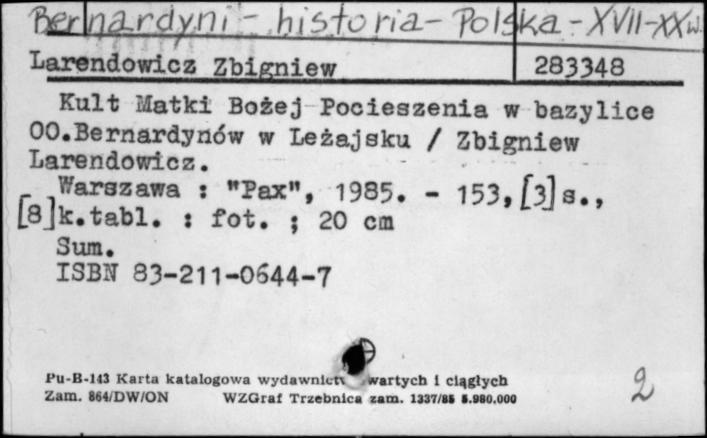 Bernardyni - historia - Polska - XVII-XX w.
Larendowicz Zbigniew 283348
Kult Matki Bożej Pocieszenia w bazylice
OO.Bernardynów w Leżajsku / Zbigniew
Larendowicz.
Warszawa : "Pax", 1985. - 153,[3]s.,
[8]k.tabl. : fot. ; 20 cm
Sum.
ISBN 83-211-0644-7
Pu-B-143 Karta katalogowa wydawnictw zwartych i ciągłych
Zam. 864/DW/ON WZGraf Trzebnica zam. 1337/85 5.980.000
2